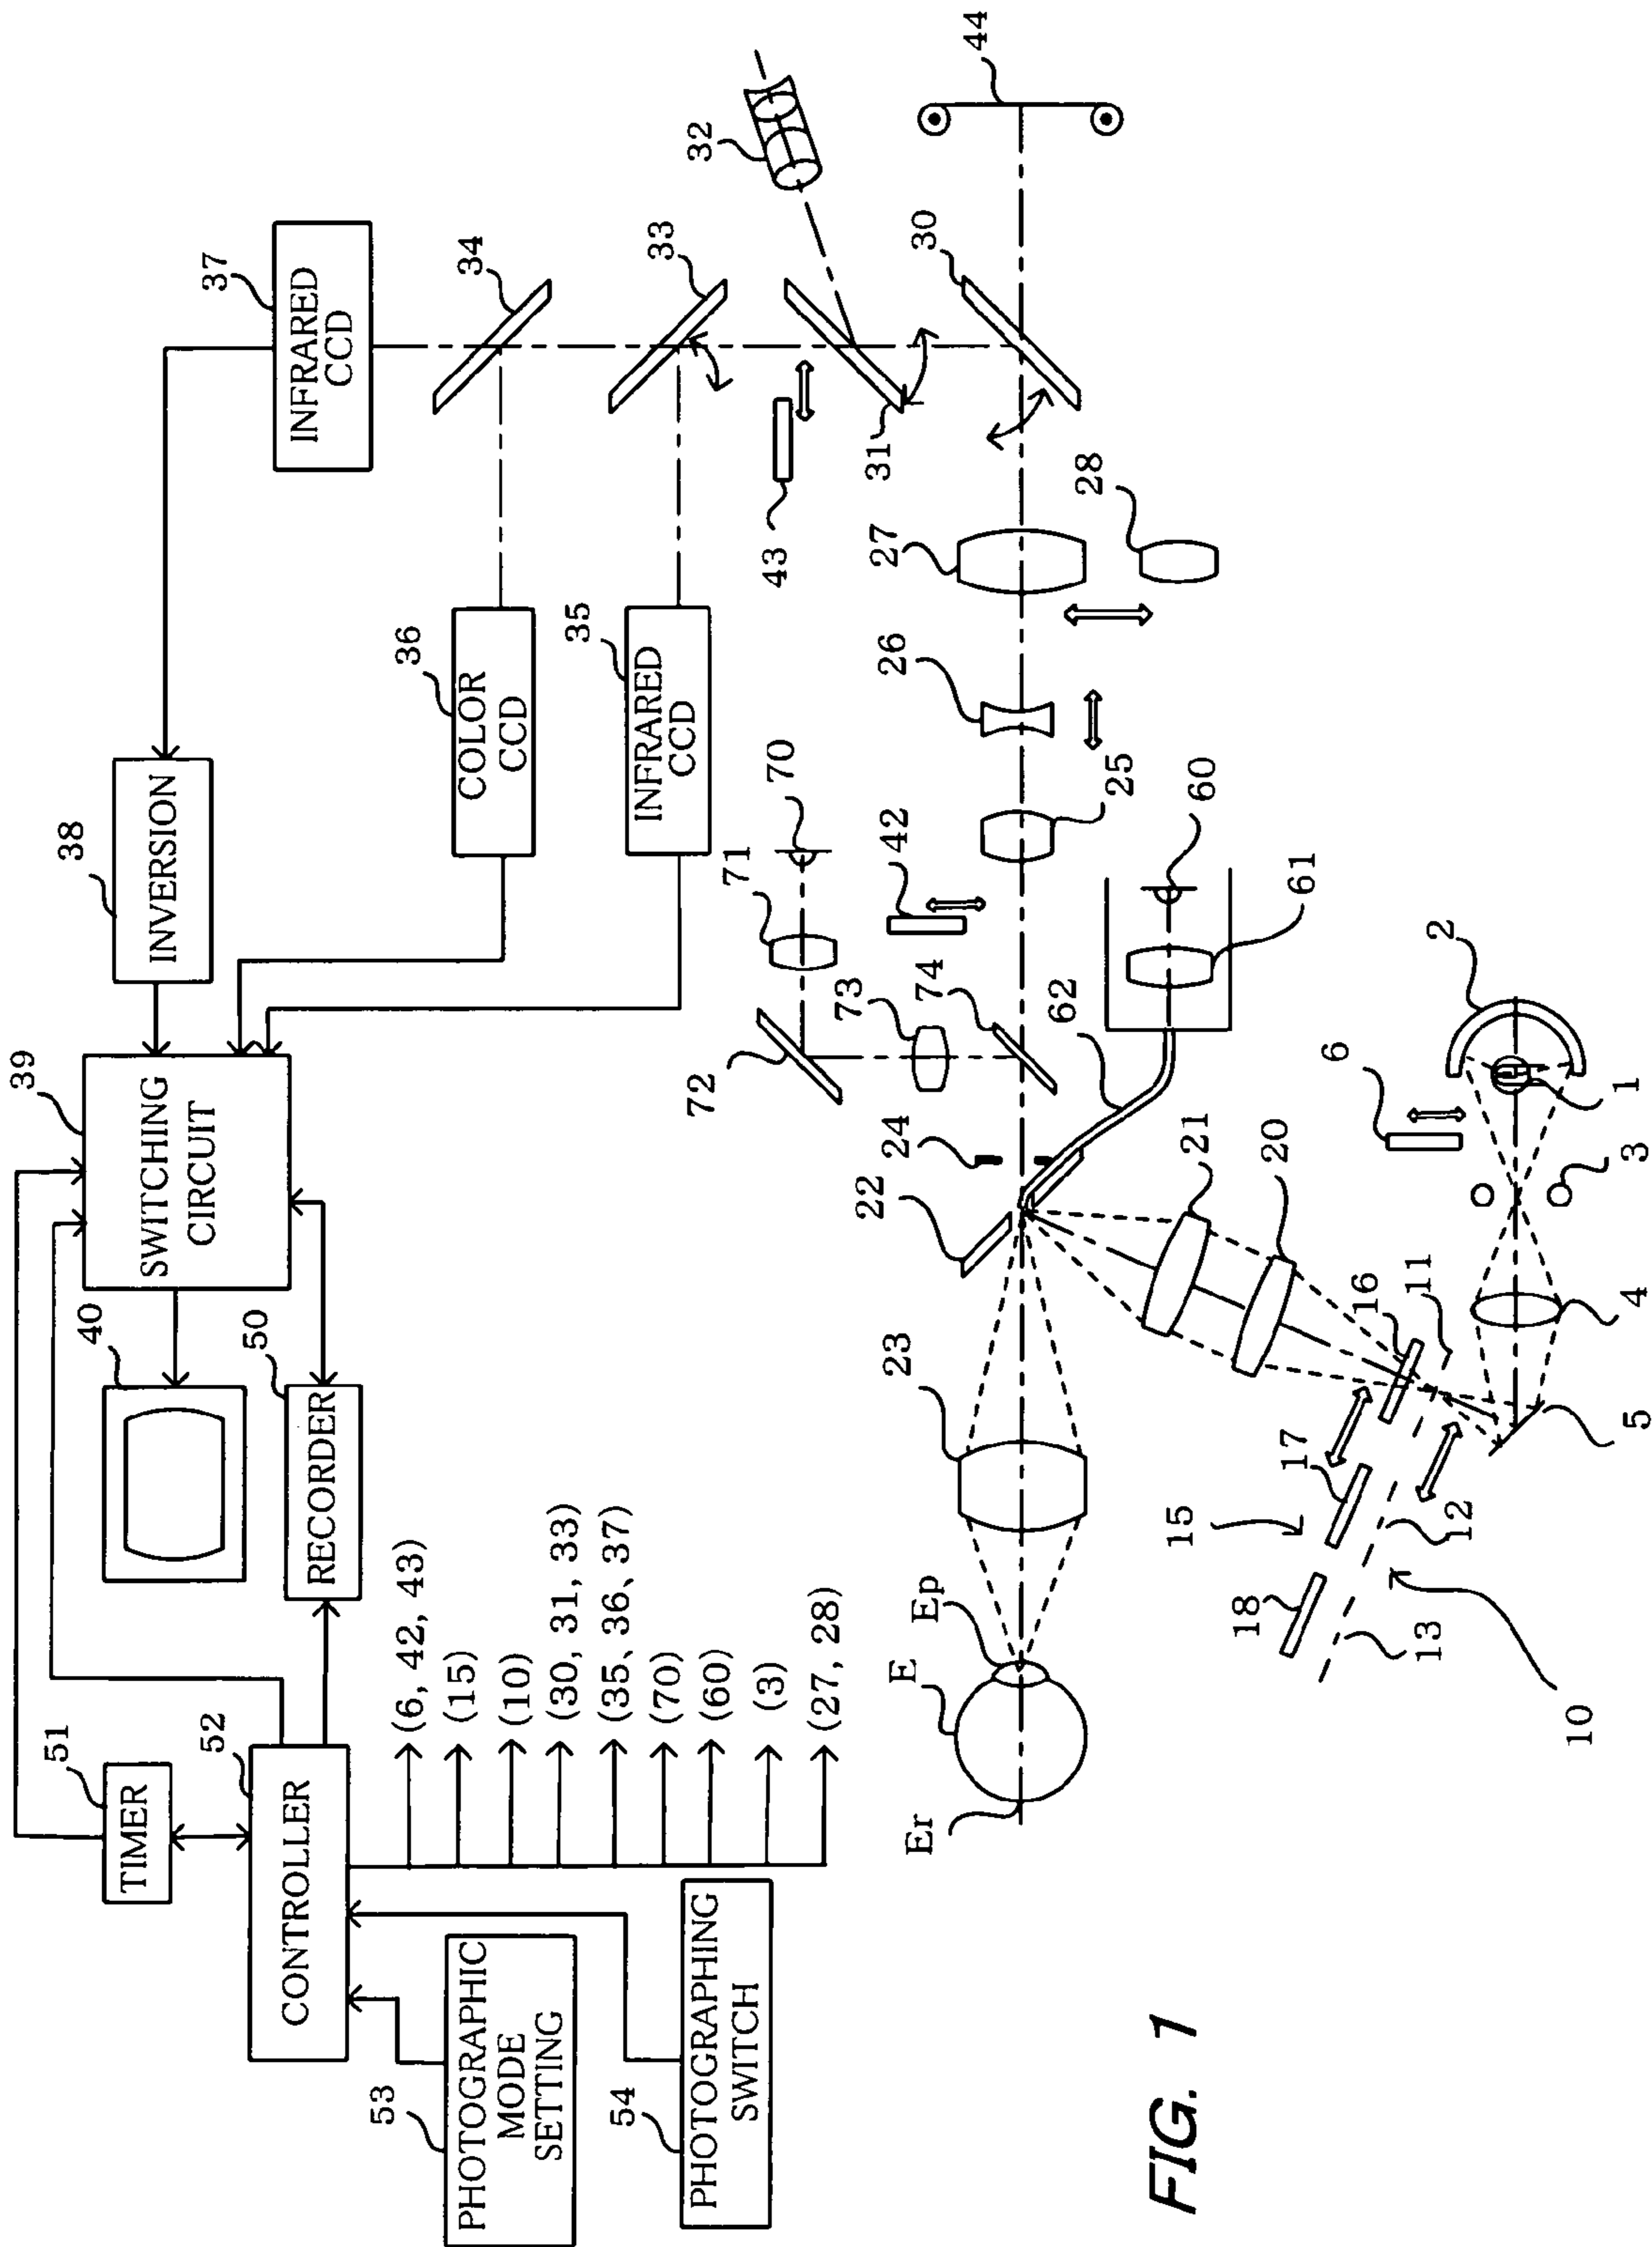 37
INFRARED
CCD
34
33
32
44
30
31
43
36
COLOR
CCD
35
INFRARED
CCD
38
INVERSION
39
SWITCHING
CIRCUIT
40
50
RECORDER
51
TIMER
52
CONTROLLER
53
PHOTOGRAPHIC
MODE
SETTING
54
PHOTOGRAPHING
SWITCH
(6, 42, 43)
(15)
(10)
(30, 31, 33)
(35、36、37)
(70)
(60)
(3)
(27, 28)
28
27
26
25
42
70
71
72
73
74
62
60
61
24
22
23
21
20
2
6
1
3
4
5
16
11
17
12
15
18
13
10
E
Ep
Er
FIG. 1